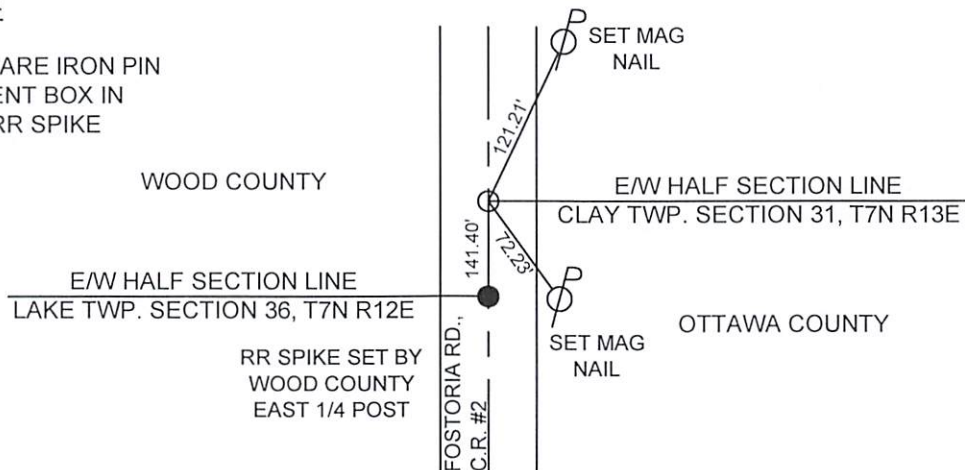 ARE IRON PIN
ENT BOX IN
RR SPIKE
SET MAG
NAIL
121.21'
WOOD COUNTY
E/W HALF SECTION LINE
CLAY TWP. SECTION 31, T7N R13E
141.40'
72.23'
E/W HALF SECTION LINE
LAKE TWP. SECTION 36, T7N R12E
OTTAWA COUNTY
SET MAG
NAIL
RR SPIKE SET BY
WOOD COUNTY
EAST 1/4 POST
FOSTORIA RD.,
C.R. #2